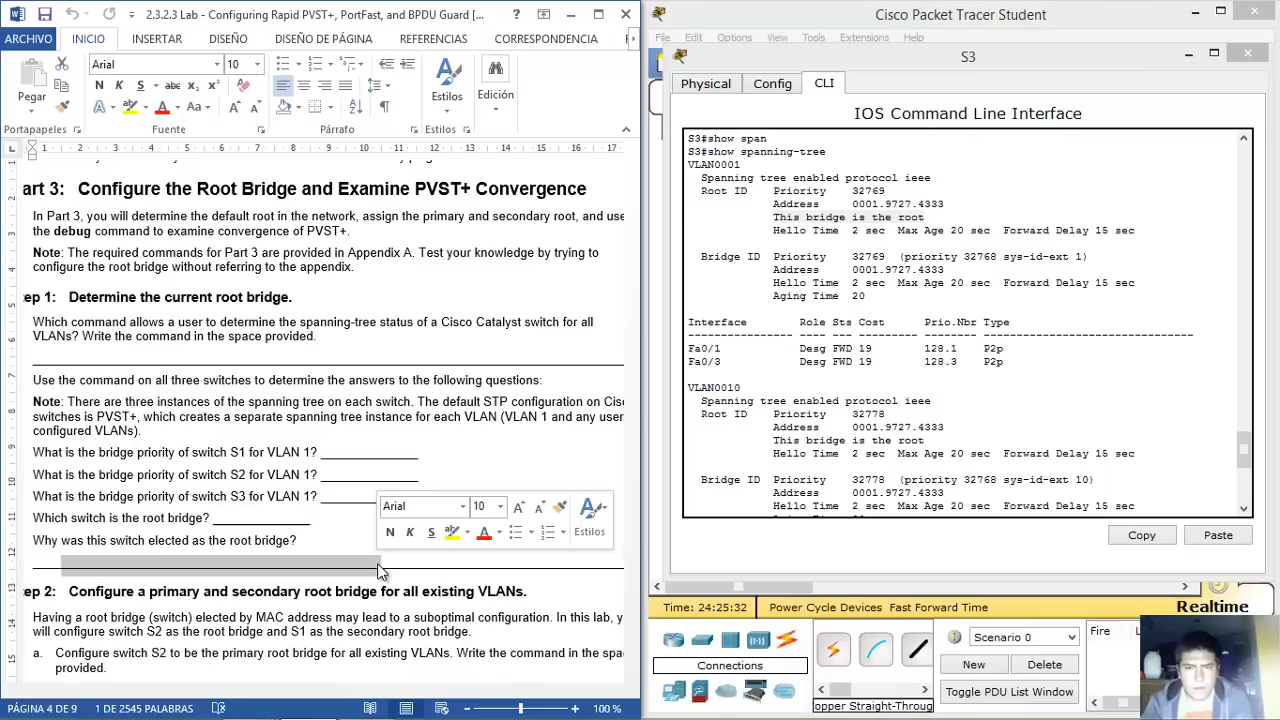 2.3.2.3 Lab - Configuring Rapid PVST+, PortFast, and BPDU Guard [...
ARCHIVO INICIO INSERTAR DISEÑO DISEÑO DE PÁGINA REFERENCIAS CORRESPONDENCIA
Arial 10
Pegar
N K S abc x₂ x²
Aa
Estilos
Edición
Portapapeles Fuente Párrafo Estilos
1 2 3 4 5 6 7 8 9 10 11 12 13 14 15 16 17
art 3: Configure the Root Bridge and Examine PVST+ Convergence
In Part 3, you will determine the default root in the network, assign the primary and secondary root, and use
the debug command to examine convergence of PVST+.
Note: The required commands for Part 3 are provided in Appendix A. Test your knowledge by trying to
configure the root bridge without referring to the appendix.
ep 1: Determine the current root bridge.
Which command allows a user to determine the spanning-tree status of a Cisco Catalyst switch for all
VLANs? Write the command in the space provided.
Use the command on all three switches to determine the answers to the following questions:
Note: There are three instances of the spanning tree on each switch. The default STP configuration on Cisc
switches is PVST+, which creates a separate spanning tree instance for each VLAN (VLAN 1 and any user
configured VLANs).
What is the bridge priority of switch S1 for VLAN 1?
What is the bridge priority of switch S2 for VLAN 1?
What is the bridge priority of switch S3 for VLAN 1?
Which switch is the root bridge?
Why was this switch elected as the root bridge?
Arial 10
N K S
Estilos
ep 2: Configure a primary and secondary root bridge for all existing VLANs.
Having a root bridge (switch) elected by MAC address may lead to a suboptimal configuration. In this lab, y
will configure switch S2 as the root bridge and S1 as the secondary root bridge.
a. Configure switch S2 to be the primary root bridge for all existing VLANs. Write the command in the spac
provided.
PÁGINA 4 DE 9 1 DE 2545 PALABRAS 100 %
Cisco Packet Tracer Student
File Edit Options View Tools Extensions Help
S3
Physical Config CLI
IOS Command Line Interface
S3#show span
S3#show spanning-tree
VLAN0001
Spanning tree enabled protocol ieee
Root ID Priority 32769
Address 0001.9727.4333
This bridge is the root
Hello Time 2 sec Max Age 20 sec Forward Delay 15 sec
Bridge ID Priority 32769 (priority 32768 sys-id-ext 1)
Address 0001.9727.4333
Hello Time 2 sec Max Age 20 sec Forward Delay 15 sec
Aging Time 20
Interface Role Sts Cost Prio.Nbr Type
---------------- ---- --- --------- -------- --------------------------------
Fa0/1 Desg FWD 19 128.1 P2p
Fa0/3 Desg FWD 19 128.3 P2p
VLAN0010
Spanning tree enabled protocol ieee
Root ID Priority 32778
Address 0001.9727.4333
This bridge is the root
Hello Time 2 sec Max Age 20 sec Forward Delay 15 sec
Bridge ID Priority 32778 (priority 32768 sys-id-ext 10)
Address 0001.9727.4333
Hello Time 2 sec Max Age 20 sec Forward Delay 15 sec
Copy Paste
Time: 24:25:32 Power Cycle Devices Fast Forward Time Realtime
Scenario 0 Fire
Connections
New Delete
Toggle PDU List Window
opper Straight-Throug